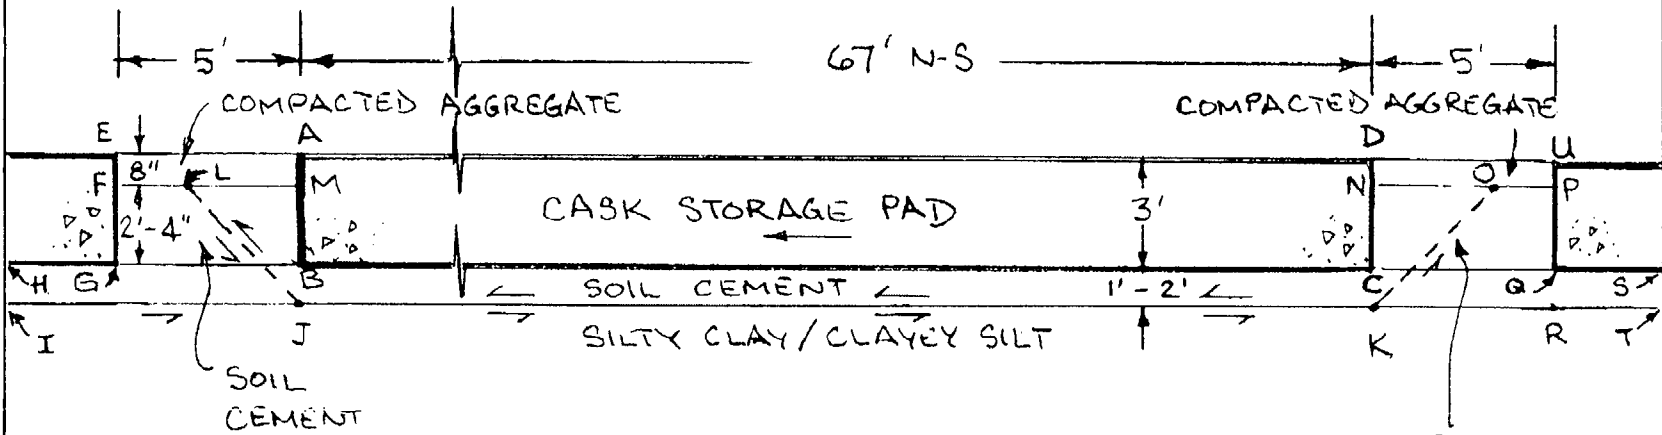 5' 67' N-S 5'
COMPACTED AGGREGATE COMPACTED AGGREGATE
E A D U
8" L O
F M N P
2'-4" CASK STORAGE PAD 3'
H G B SOIL CEMENT 1'-2' C Q S
I J SILTY CLAY/CLAYEY SILT K R T
SOIL
CEMENT